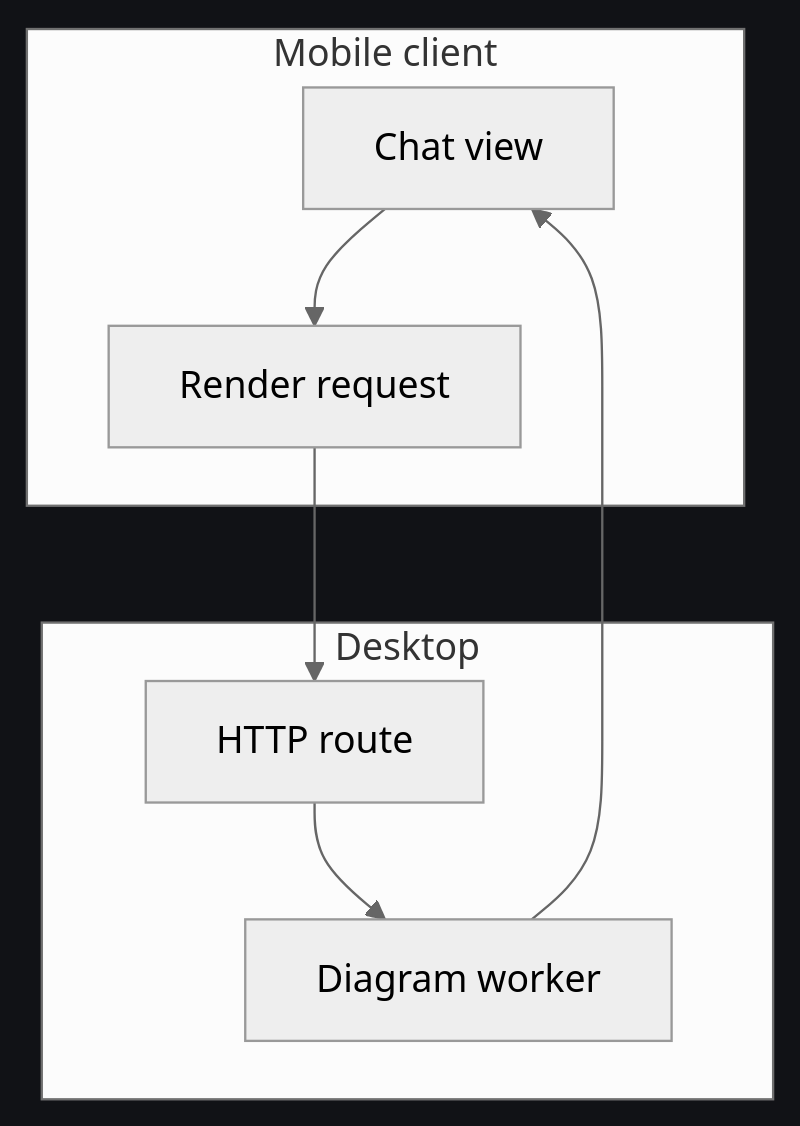 Mobile client
Chat view
Render request
Desktop
HTTP route
Diagram worker